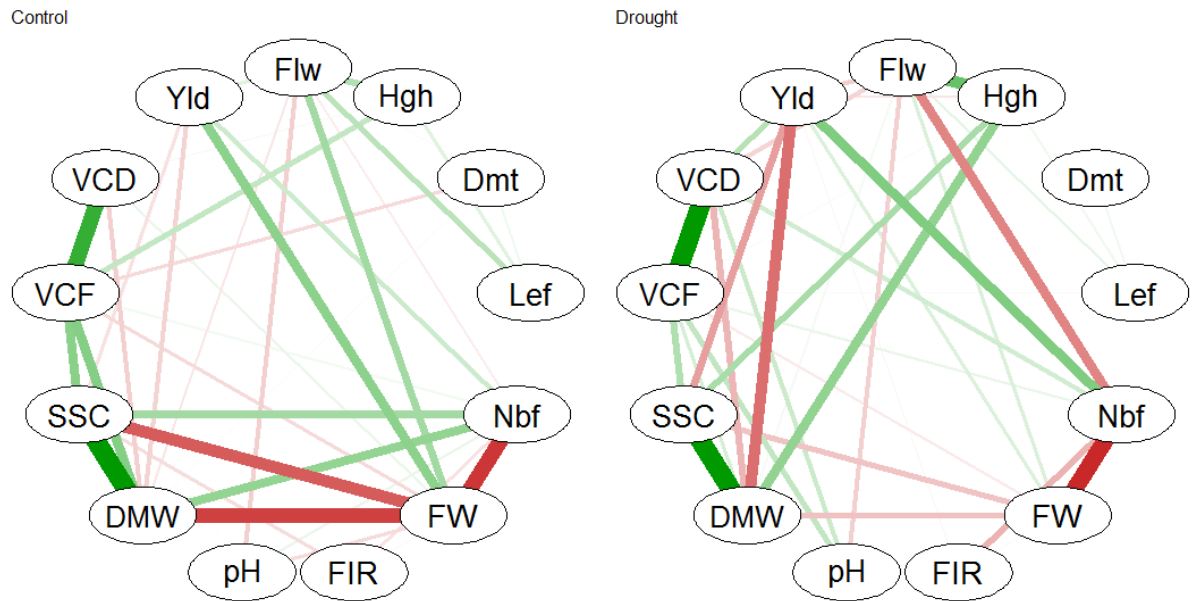 Control
Flw
Yld
Hgh
VCD
Dmt
VCF
Lef
SSC
Nbf
DMW
FW
pH
FIR
Drought
Flw
Yld
Hgh
VCD
Dmt
VCF
Lef
SSC
Nbf
DMW
FW
pH
FIR